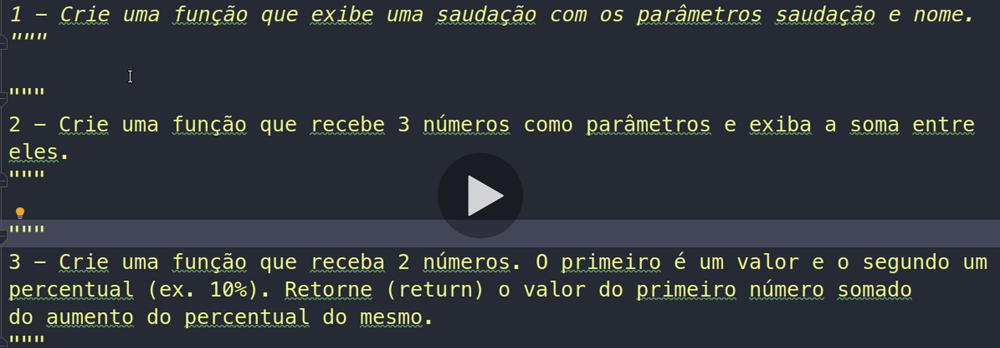 1 – Crie uma função que exibe uma saudação com os parâmetros saudação e nome.
"""
"""
2 – Crie uma função que recebe 3 números como parâmetros e exiba a soma entre
eles.
"""
"""
3 – Crie uma função que receba 2 números. O primeiro é um valor e o segundo um
percentual (ex. 10%). Retorne (return) o valor do primeiro número somado
do aumento do percentual do mesmo.
"""